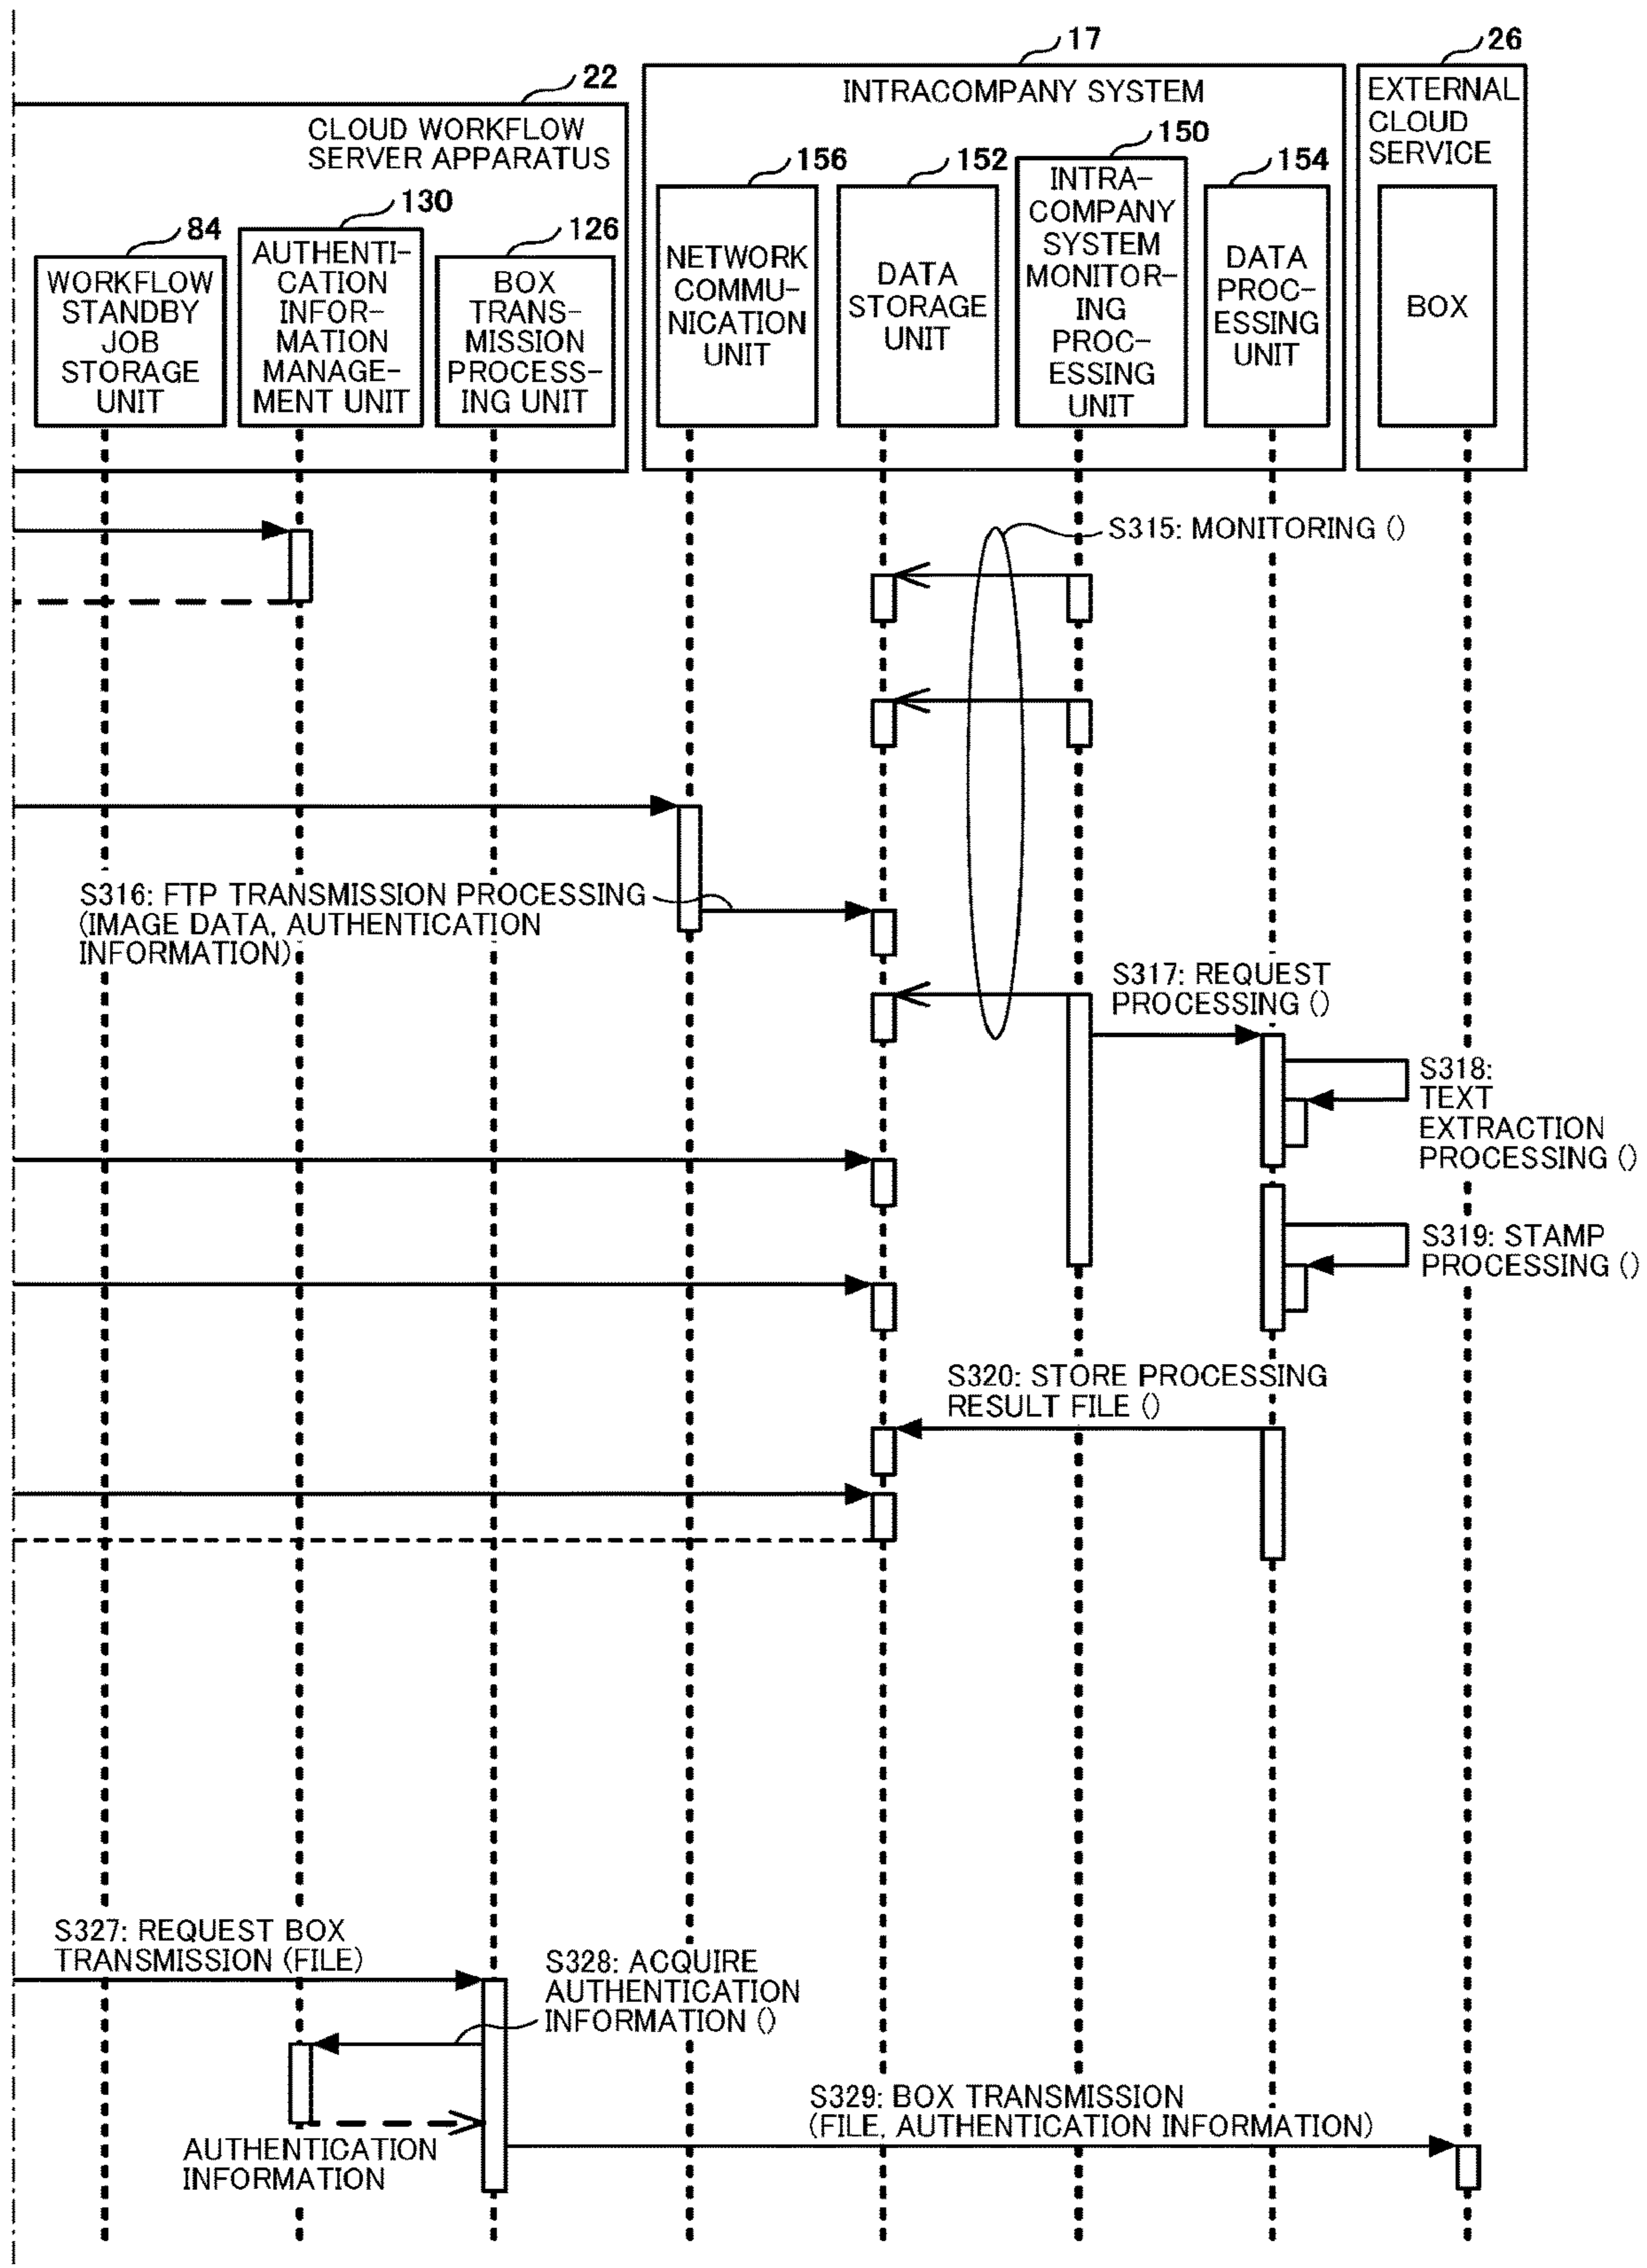 17
26
22
INTRACOMPANY SYSTEM
EXTERNAL
CLOUD
SERVICE
CLOUD WORKFLOW
SERVER APPARATUS
84
130
126
156
152
150
154
WORKFLOW
STANDBY
JOB
STORAGE
UNIT
AUTHENTI-
CATION
INFOR-
MATION
MANAGE-
MENT UNIT
BOX
TRANS-
MISSION
PROCESS-
ING UNIT
NETWORK
COMMU-
NICATION
UNIT
DATA
STORAGE
UNIT
INTRA-
COMPANY
SYSTEM
MONITOR-
ING
PROC-
ESSING
UNIT
DATA
PROC-
ESSING
UNIT
BOX
S315: MONITORING ()
S316: FTP TRANSMISSION PROCESSING
(IMAGE DATA, AUTHENTICATION
INFORMATION)
S317: REQUEST
PROCESSING ()
S318:
TEXT
EXTRACTION
PROCESSING ()
S319: STAMP
PROCESSING ()
S320: STORE PROCESSING
RESULT FILE ()
S327: REQUEST BOX
TRANSMISSION (FILE)
S328: ACQUIRE
AUTHENTICATION
INFORMATION ()
S329: BOX TRANSMISSION
(FILE, AUTHENTICATION INFORMATION)
AUTHENTICATION
INFORMATION